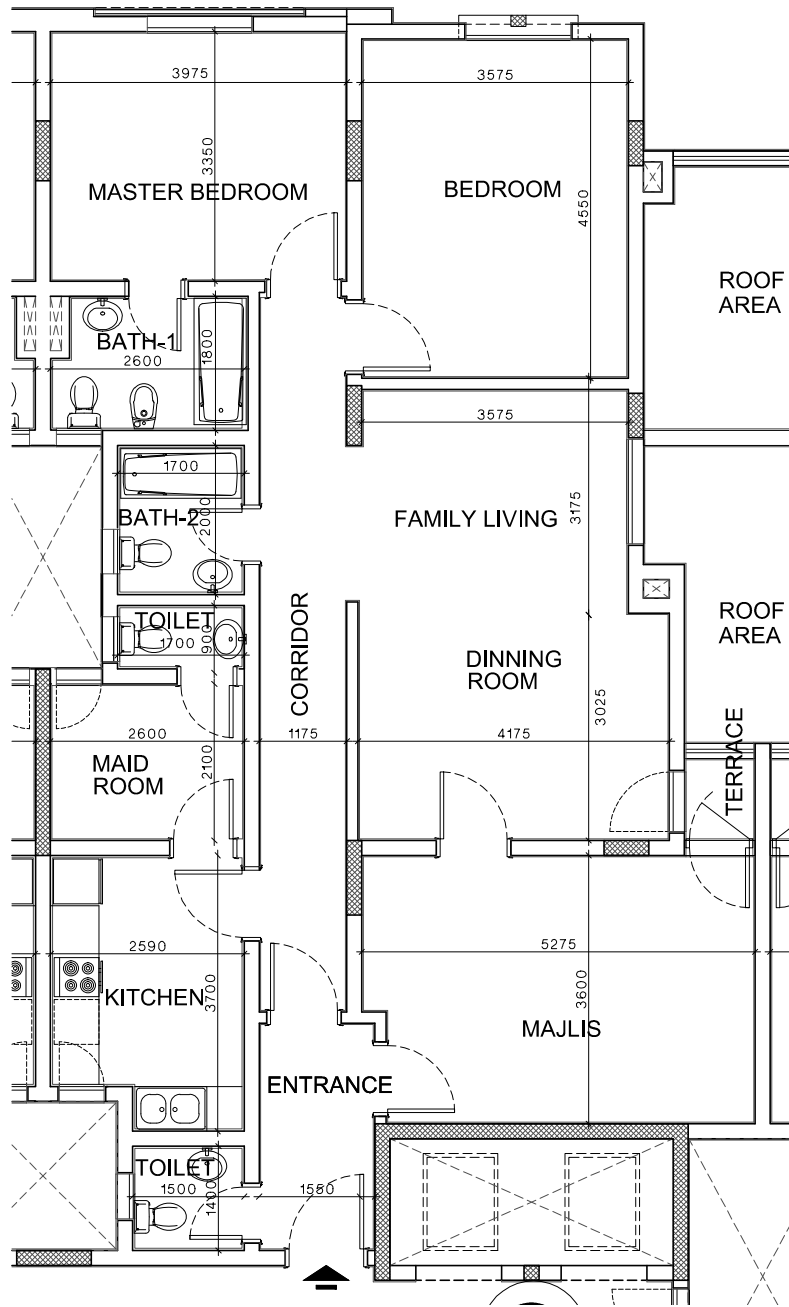 3975
3575
3350
MASTER BEDROOM
BEDROOM
4550
ROOF
AREA
BATH-1
2600
1800
3575
1700
BATH-2
2000
FAMILY LIVING
3175
TOILET
1700
900
CORRIDOR
DINNING
ROOM
3025
ROOF
AREA
2600
1175
4175
MAID
ROOM
2100
TERRACE
2590
3700
KITCHEN
5275
3600
MAJLIS
ENTRANCE
TOILET
1500
1400
1550